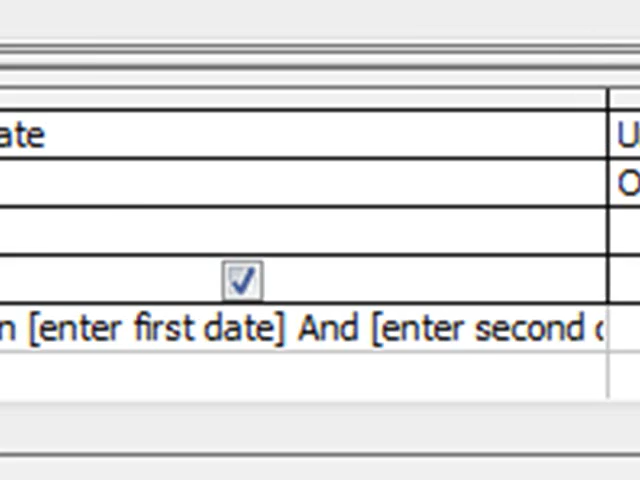 ate
U
O
n [enter first date] And [enter second